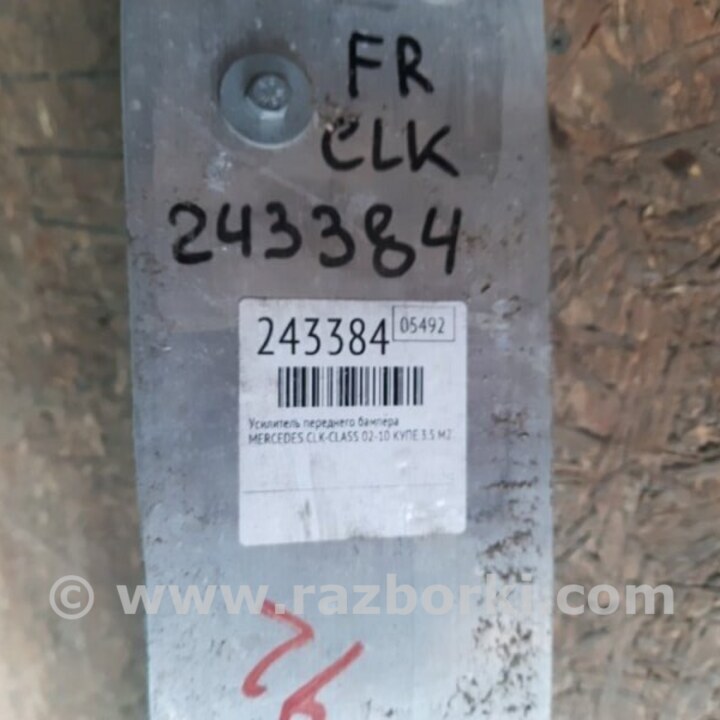 FR
CLK
243384
243384 05492
Усилитель переднего бампера
MERCEDES CLK-CLASS 02-10 КУПЕ 3.5 M2
© www.razborki.com